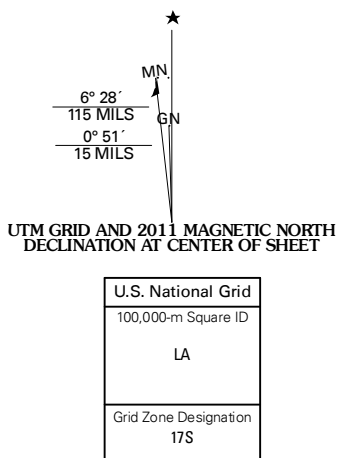 ★
MN.
GN
6° 28´
115 MILS
0° 51´
15 MILS
UTM GRID AND 2011 MAGNETIC NORTH
DECLINATION AT CENTER OF SHEET
U.S. National Grid
100,000-m Square ID
LA
Grid Zone Designation
17S